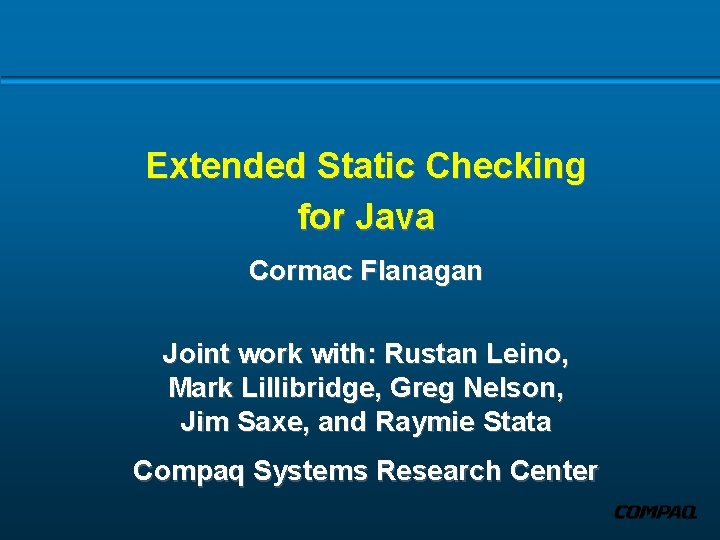 Extended Static Checking
for Java
Cormac Flanagan
Joint work with: Rustan Leino,
Mark Lillibridge, Greg Nelson,
Jim Saxe, and Raymie Stata
Compaq Systems Research Center
COMPAQ